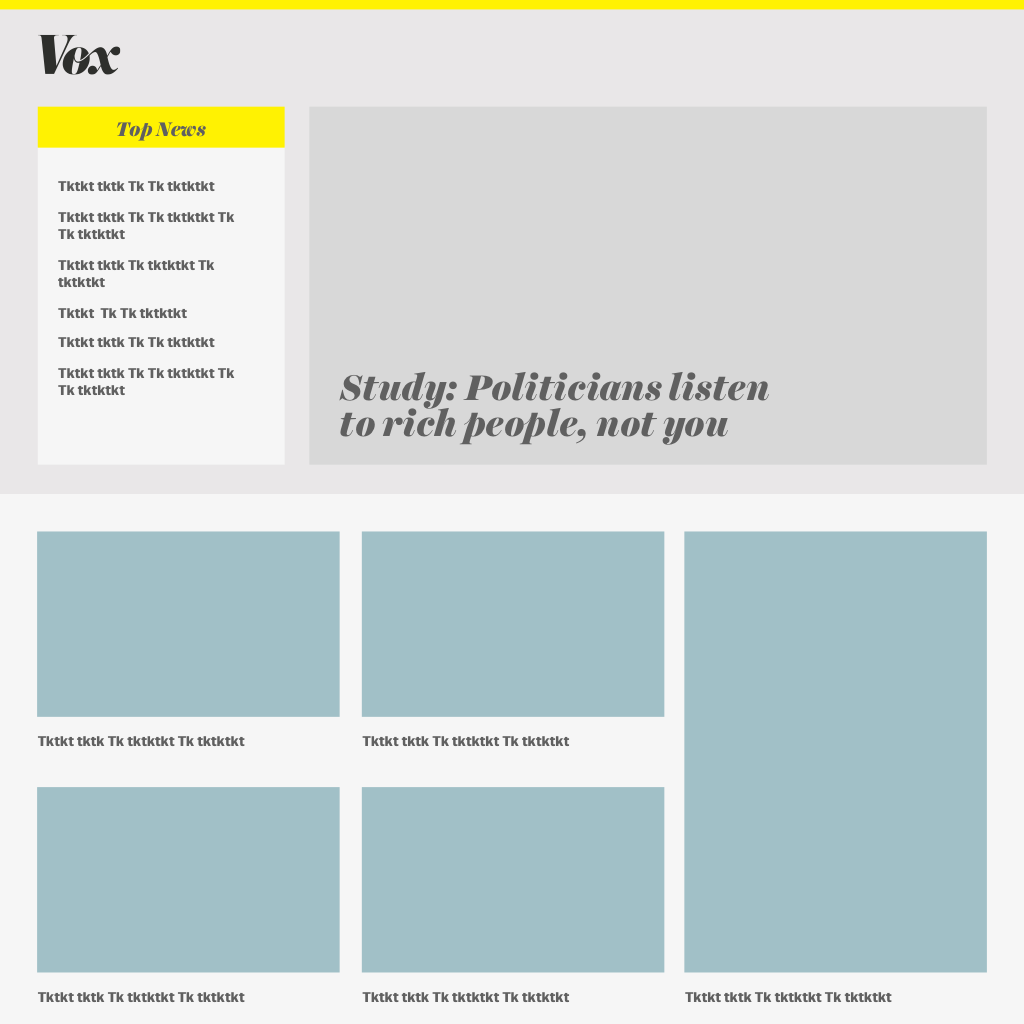 Vox
Top News
Tktkt tktk Tk Tk tktktkt
Tktkt tktk Tk Tk tktktkt Tk
Tk tktktkt
Tktkt tktk Tk tktktkt Tk
tktktkt
Tktkt  Tk Tk tktktkt
Tktkt tktk Tk Tk tktktkt
Tktkt tktk Tk Tk tktktkt Tk
Tk tktktkt
Study: Politicians listen
to rich people, not you
Tktkt tktk Tk tktktkt Tk tktktkt
Tktkt tktk Tk tktktkt Tk tktktkt
Tktkt tktk Tk tktktkt Tk tktktkt
Tktkt tktk Tk tktktkt Tk tktktkt
Tktkt tktk Tk tktktkt Tk tktktkt